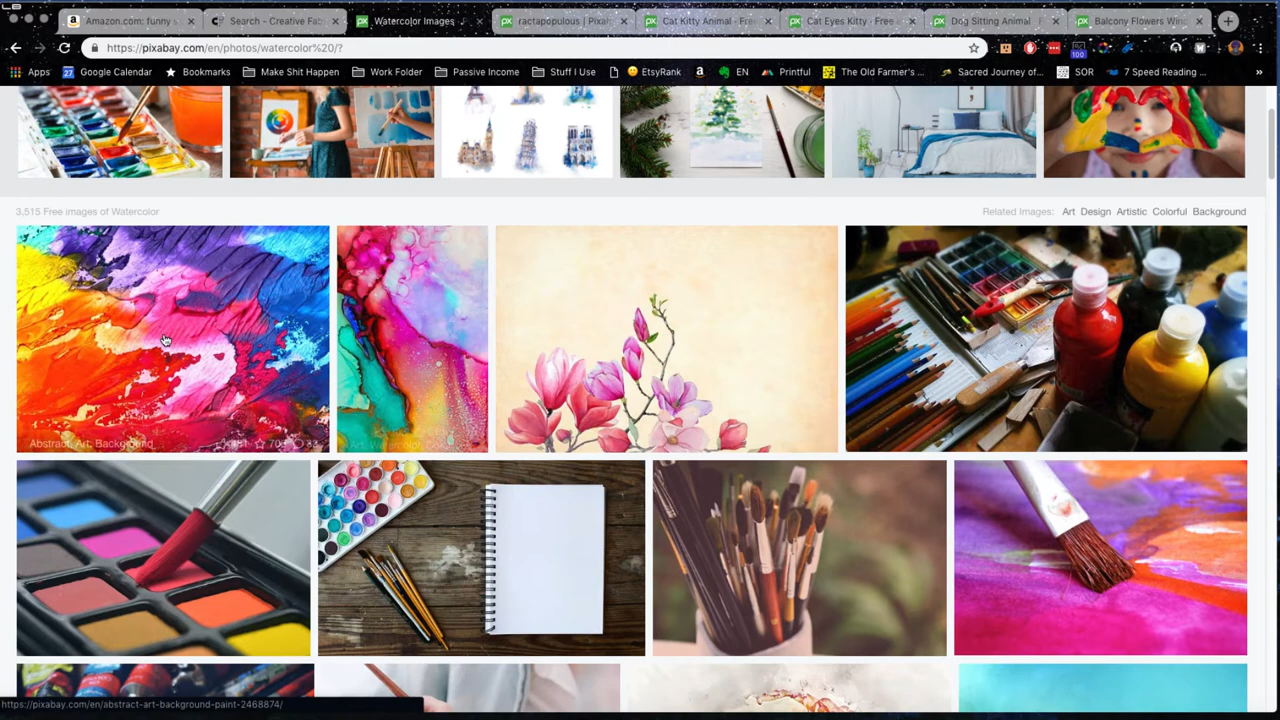 Amazon.com: funny s
Search - Creative Fab
Watercolor Images
ractapopulous | Pixab
Cat Kitty Animal - Free
Cat Eyes Kitty - Free
Dog Sitting Animal - F
Balcony Flowers Wind
https://pixabay.com/en/photos/watercolor%20/?
100
Apps
27
Google Calendar
Bookmarks
Make Shit Happen
Work Folder
Passive Income
Stuff I Use
EtsyRank
EN
Printful
The Old Farmer's ...
Sacred Journey of...
SOR
7 Speed Reading ...
»
3,515 Free images of Watercolor
Related Images: Art Design Artistic Colorful Background
Abstract, Art, Background
https://pixabay.com/en/abstract-art-background-paint-2468874/